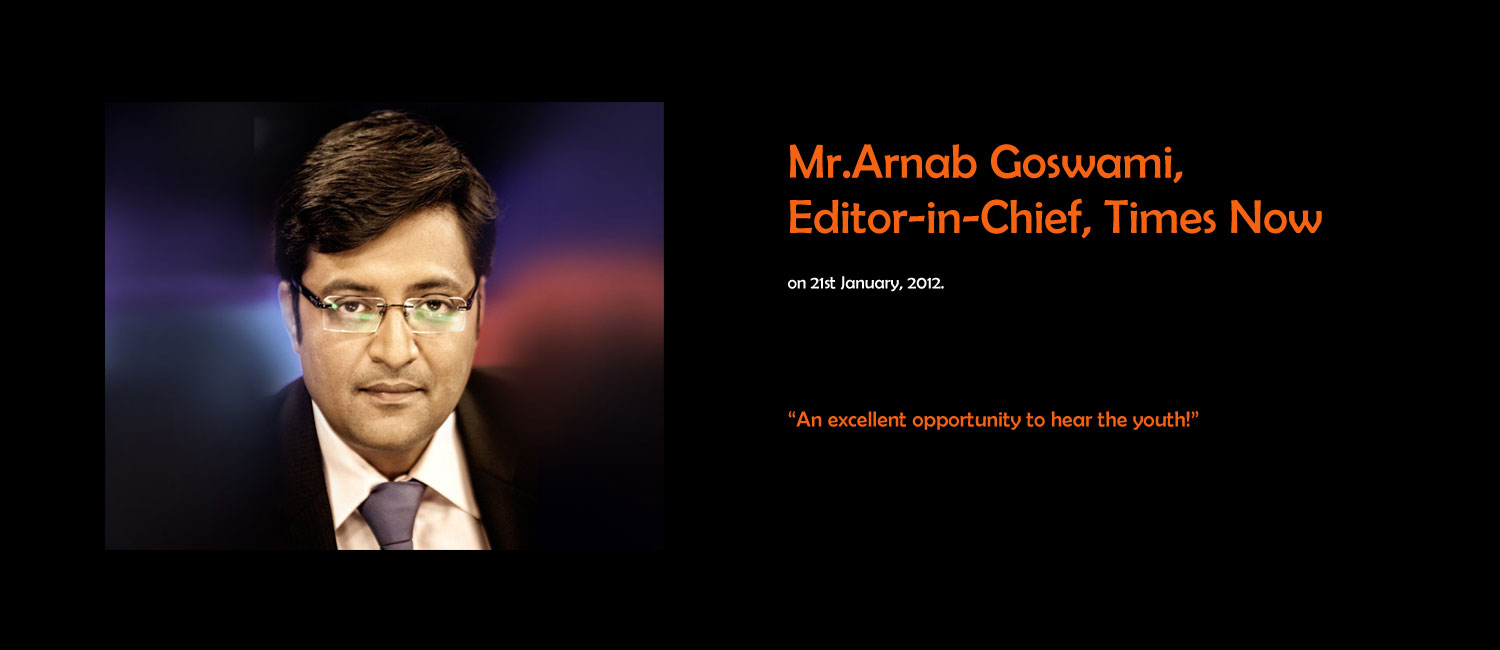 Mr.Arnab Goswami,
Editor-in-Chief, Times Now
on 21st January, 2012.
“An excellent opportunity to hear the youth!”